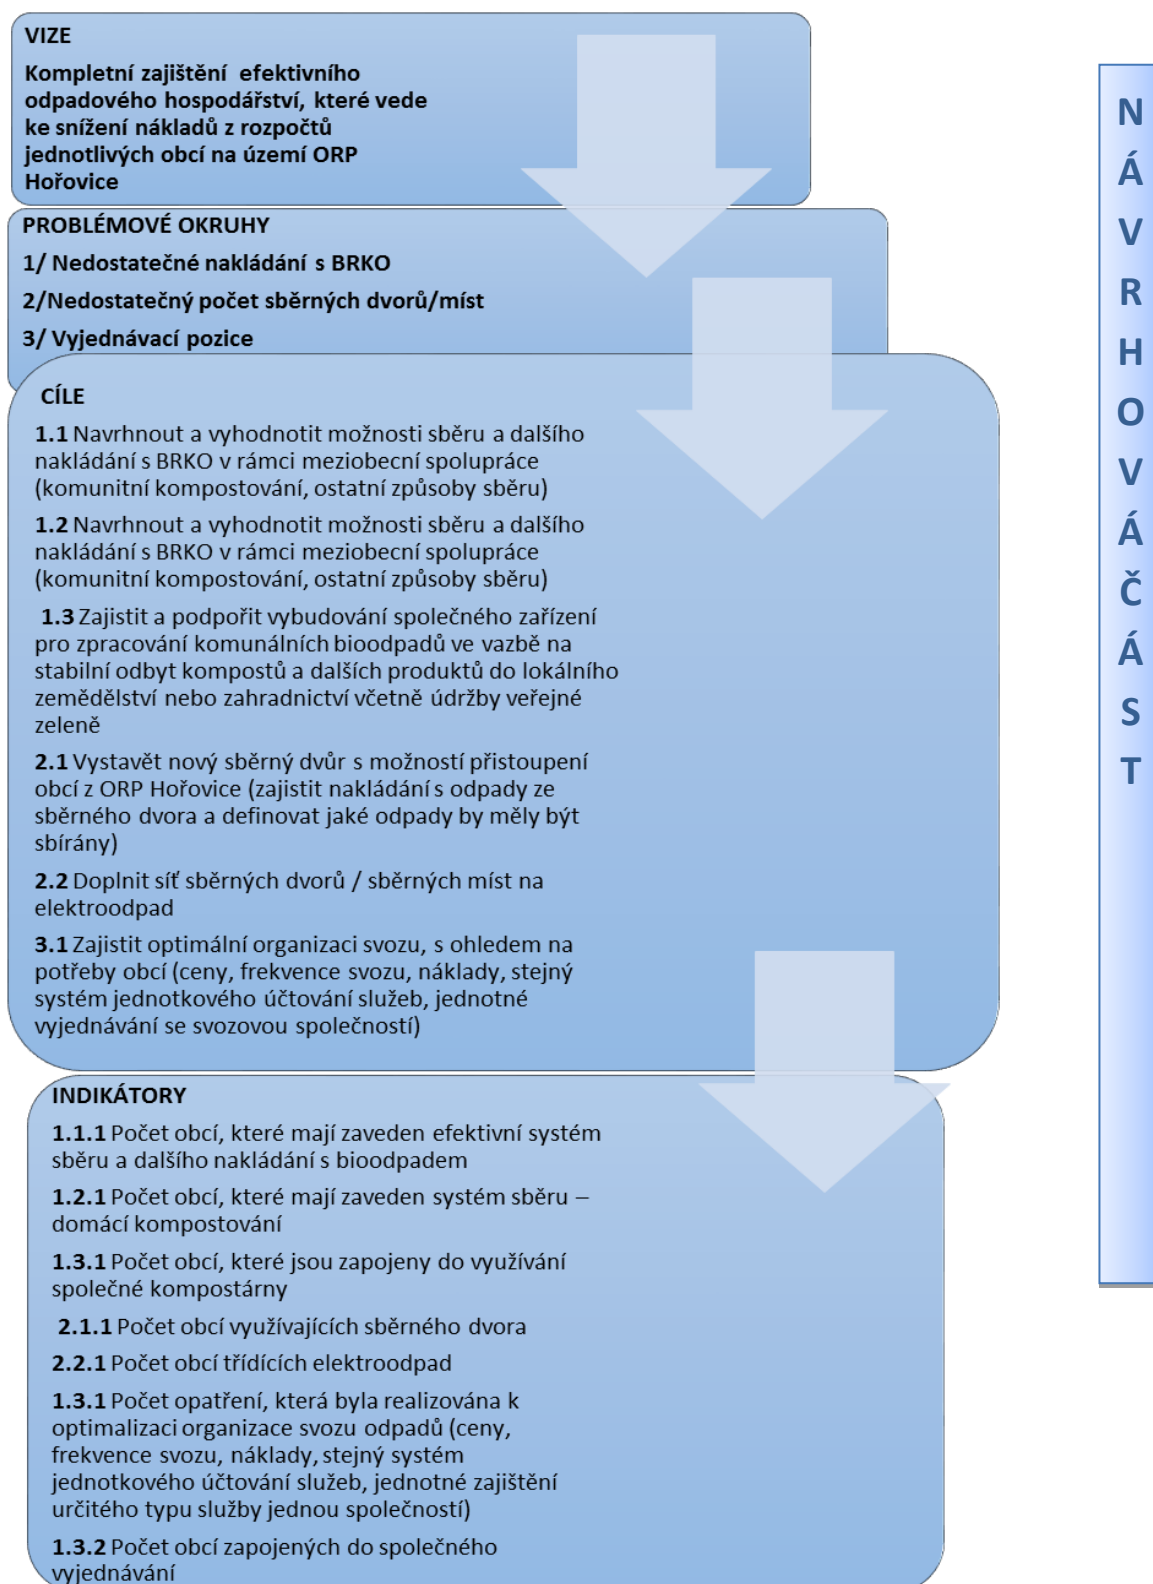 VIZE
Kompletní zajištění efektivního
odpadového hospodářství, které vede
ke snížení nákladů z rozpočtů
jednotlivých obcí na území ORP
Hořovice
PROBLÉMOVÉ OKRUHY
1/ Nedostatečné nakládání s BRKO
2/Nedostatečný počet sběrných dvorů/míst
3/ Vyjednávací pozice
CÍLE
1.1 Navrhnout a vyhodnotit možnosti sběru a dalšího
nakládání s BRKO v rámci meziobecní spolupráce
(komunitní kompostování, ostatní způsoby sběru)
1.2 Navrhnout a vyhodnotit možnosti sběru a dalšího
nakládání s BRKO v rámci meziobecní spolupráce
(komunitní kompostování, ostatní způsoby sběru)
1.3 Zajistit a podpořit vybudování společného zařízení
pro zpracování komunálních bioodpadů ve vazbě na
stabilní odbyt kompostů a dalších produktů do lokálního
zemědělství nebo zahradnictví včetně údržby veřejné
zeleně
2.1 Vystavět nový sběrný dvůr s možností přistoupení
obcí z ORP Hořovice (zajistit nakládání s odpady ze
sběrného dvora a definovat jaké odpady by měly být
sbírány)
2.2 Doplnit síť sběrných dvorů / sběrných míst na
elektroodpad
3.1 Zajistit optimální organizaci svozu, s ohledem na
potřeby obcí (ceny, frekvence svozu, náklady, stejný
systém jednotkového účtování služeb, jednotné
vyjednávání se svozovou společností)
INDIKÁTORY
1.1.1 Počet obcí, které mají zaveden efektivní systém
sběru a dalšího nakládání s bioodpadem
1.2.1 Počet obcí, které mají zaveden systém sběru –
domácí kompostování
1.3.1 Počet obcí, které jsou zapojeny do využívání
společné kompostárny
2.1.1 Počet obcí využívajících sběrného dvora
2.2.1 Počet obcí třídících elektroodpad
1.3.1 Počet opatření, která byla realizována k
optimalizaci organizace svozu odpadů (ceny,
frekvence svozu, náklady, stejný systém
jednotkového účtování služeb, jednotné zajištění
určitého typu služby jednou společností)
1.3.2 Počet obcí zapojených do společného
vyjednávání
N
Á
V
R
H
O
V
Á
Č
Á
S
T